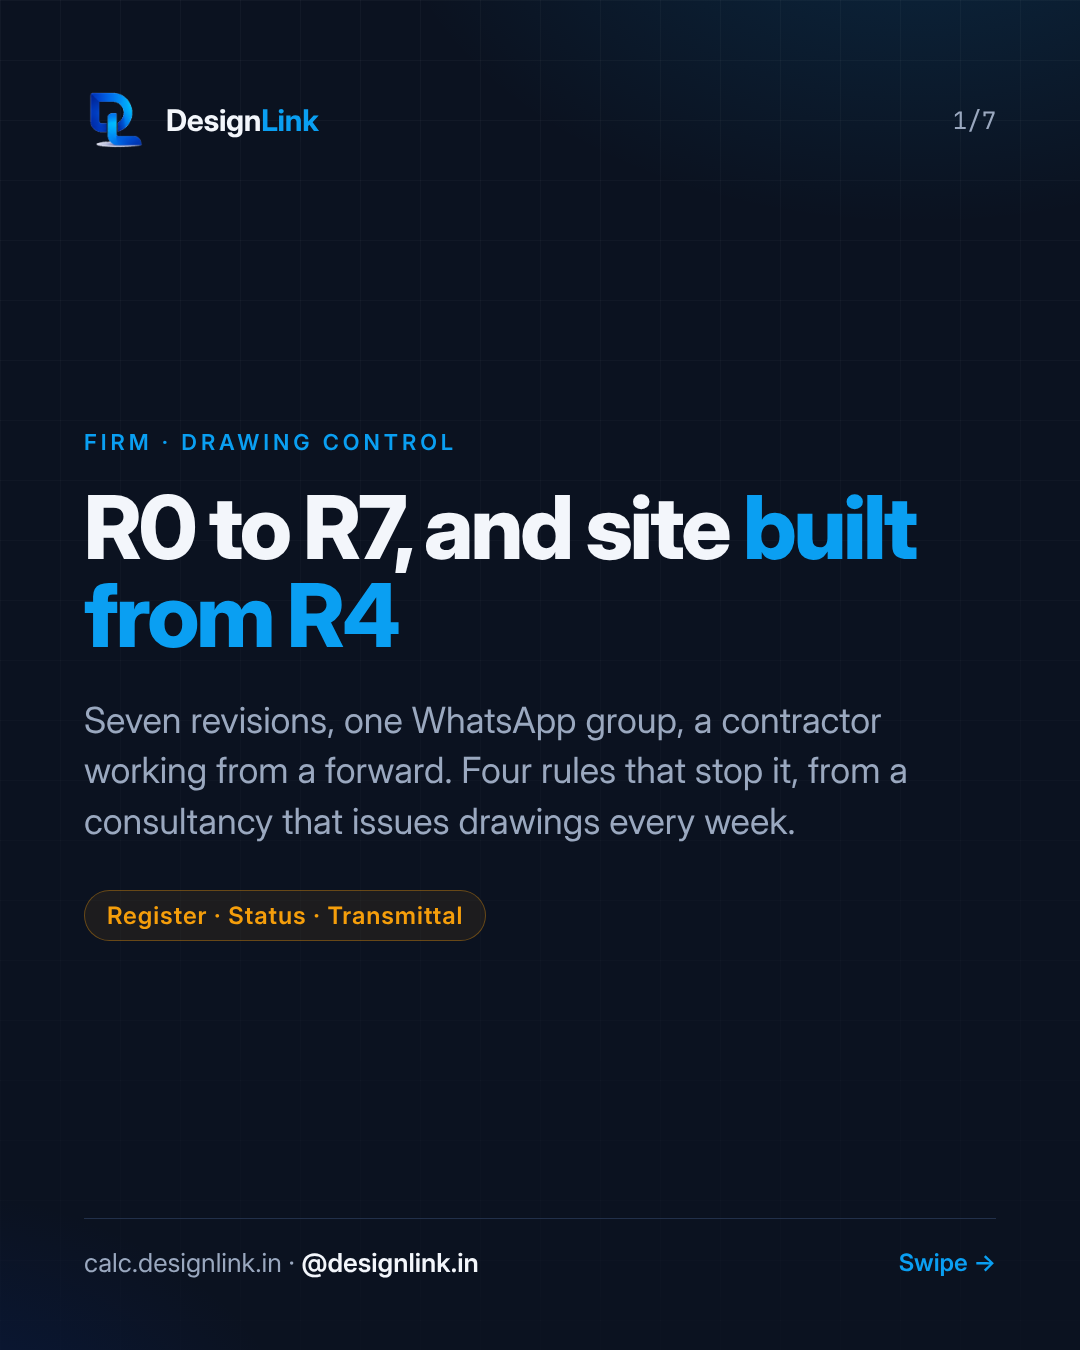 DesignLink
1/7
FIRM · DRAWING CONTROL
R0 to R7, and site built
from R4
Seven revisions, one WhatsApp group, a contractor
working from a forward. Four rules that stop it, from a
consultancy that issues drawings every week.
Register · Status · Transmittal
calc.designlink.in · @designlink.in
Swipe →